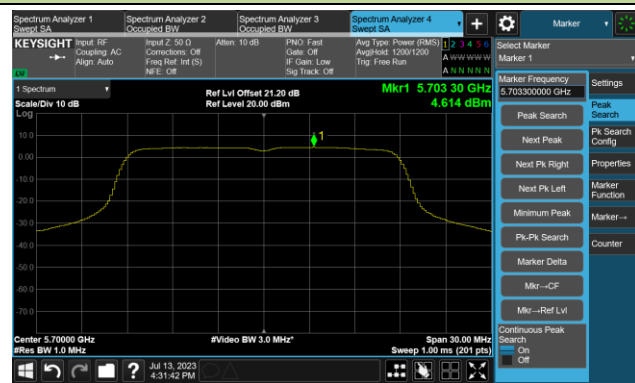 Spectrum Analyzer 1
Swept SA
Spectrum Analyzer 2
Occupied BW
Spectrum Analyzer 3
Occupied BW
Spectrum Analyzer 4
Swept SA
Marker
KEYSIGHT
Input: RF
Coupling: AC
Align: Auto
Input Z: 50 Ω
Corrections: Off
Freq Ref: Int (S)
NFE: Off
Atten: 10 dB
PNO: Fast
Gate: Off
IF Gain: Low
Sig Track: Off
Avg Type: Power (RMS)
Avg|Hold: 1200/1200
Trig: Free Run
1 2 3 4 5 6
A W W W W W
A N N N N N
Select Marker
Marker 1
1 Spectrum
Scale/Div 10 dB
Log
Ref Lvl Offset 21.20 dB
Ref Level 20.00 dBm
Mkr1 5.703 30 GHz
4.614 dBm
10.0
0.00
-10.0
-20.0
-30.0
-40.0
-50.0
-60.0
-70.0
1
Center 5.70000 GHz
#Res BW 1.0 MHz
#Video BW 3.0 MHz*
Span 30.00 MHz
Sweep 1.00 ms (201 pts)
Marker Frequency
5.703300000 GHz
Peak Search
Next Peak
Next Pk Right
Next Pk Left
Minimum Peak
Pk-Pk Search
Marker Delta
Mkr→CF
Mkr→Ref Lvl
Continuous Peak
Search
On
Off
Settings
Peak
Search
Pk Search
Config
Properties
Marker
Function
Marker→
Counter
Jul 13, 2023
4:31:42 PM